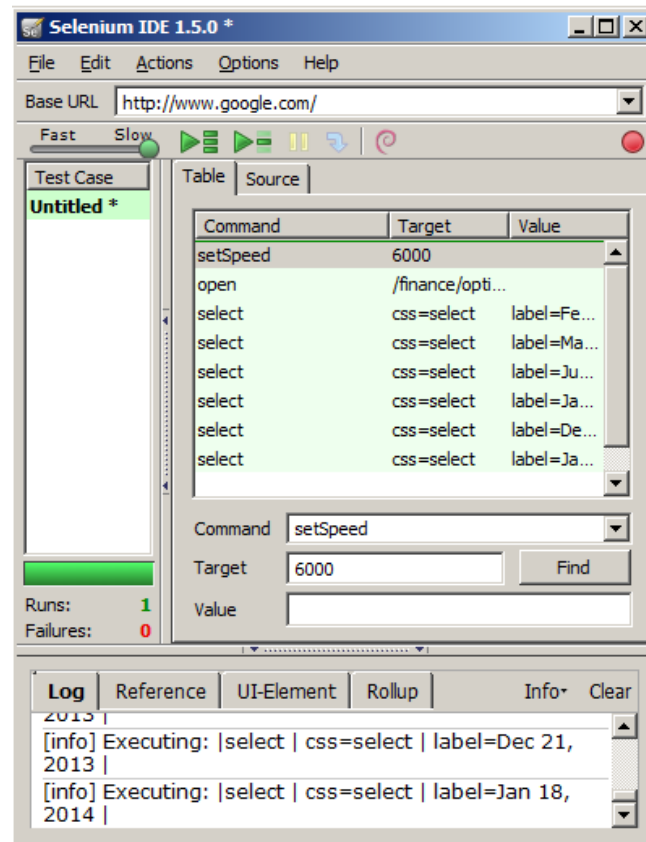 Selenium IDE 1.5.0 *
File Edit Actions Options Help
Base URL http://www.google.com/
Fast Slow
Test Case
Untitled *
Table Source
Command Target Value
setSpeed 6000
open /finance/opti...
select css=select label=Fe...
select css=select label=Ma...
select css=select label=Ju...
select css=select label=Ja...
select css=select label=De...
select css=select label=Ja...
Command setSpeed
Target 6000 Find
Value
Runs: 1
Failures: 0
Log Reference UI-Element Rollup Info Clear
2013 |
[info] Executing: |select | css=select | label=Dec 21,
2013 |
[info] Executing: |select | css=select | label=Jan 18,
2014 |